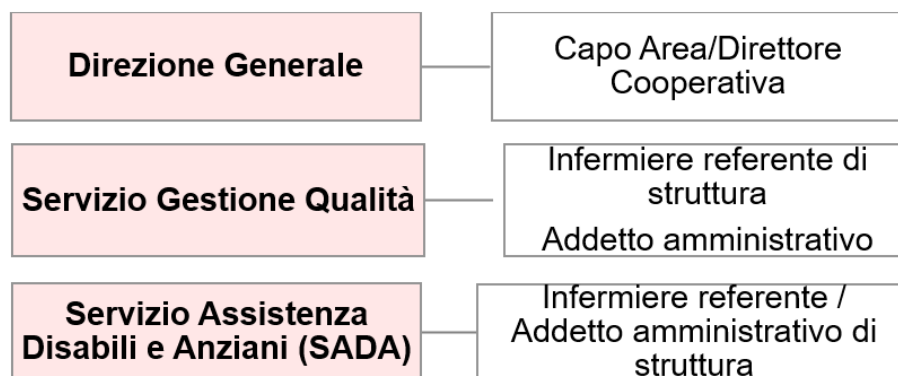 Direzione Generale
Capo Area/Direttore
Cooperativa
Servizio Gestione Qualità
Infermiere referente di
struttura
Addetto amministrativo
Servizio Assistenza
Disabili e Anziani (SADA)
Infermiere referente /
Addetto amministrativo di
struttura